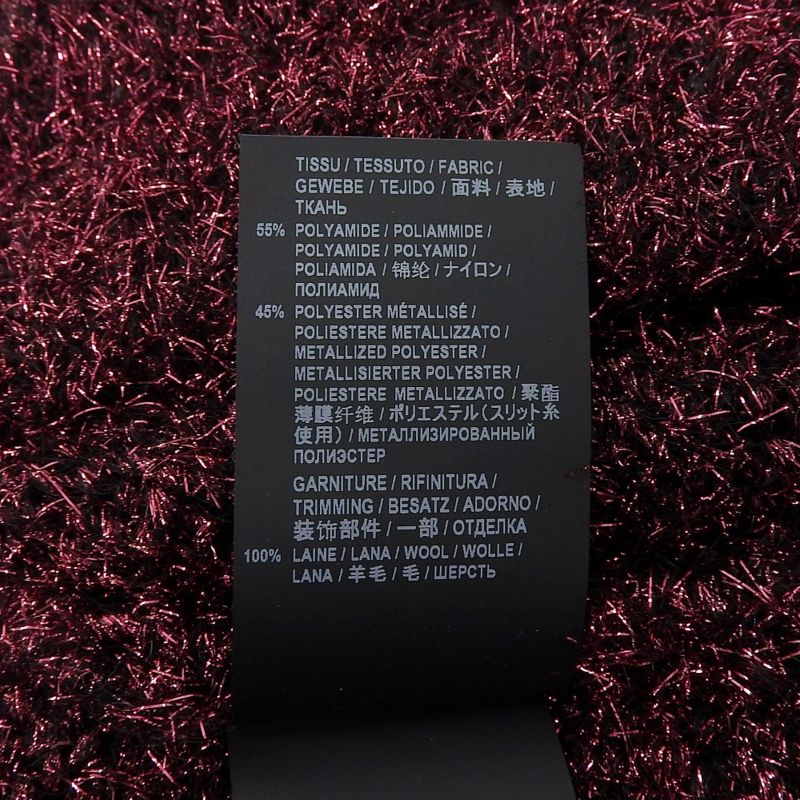 TISSU / TESSUTO / FABRIC /
GEWEBE / TEJIDO / 面料 / 表地 /
ТКАНЬ
55% POLYAMIDE / POLIAMMIDE /
POLYAMIDE / POLYAMID /
POLIAMIDA / 锦纶 / ナイロン /
ПОЛИАМИД
45% POLYESTER MÉTALLISÉ /
POLIESTERE METALLIZZATO /
METALLIZED POLYESTER /
METALLISIERTER POLYESTER /
POLIESTERE METALLIZZATO / 聚酯
薄膜纤维 / ポリエステル（スリット糸
使用） / МЕТАЛЛИЗИРОВАННЫЙ
ПОЛИЭСТЕР
GARNITURE / RIFINITURA /
TRIMMING / BESATZ / ADORNO /
装饰部件 / 一部 / ОТДЕЛКА
100% LAINE / LANA / WOOL / WOLLE /
LANA / 羊毛 / 毛 / ШЕРСТЬ